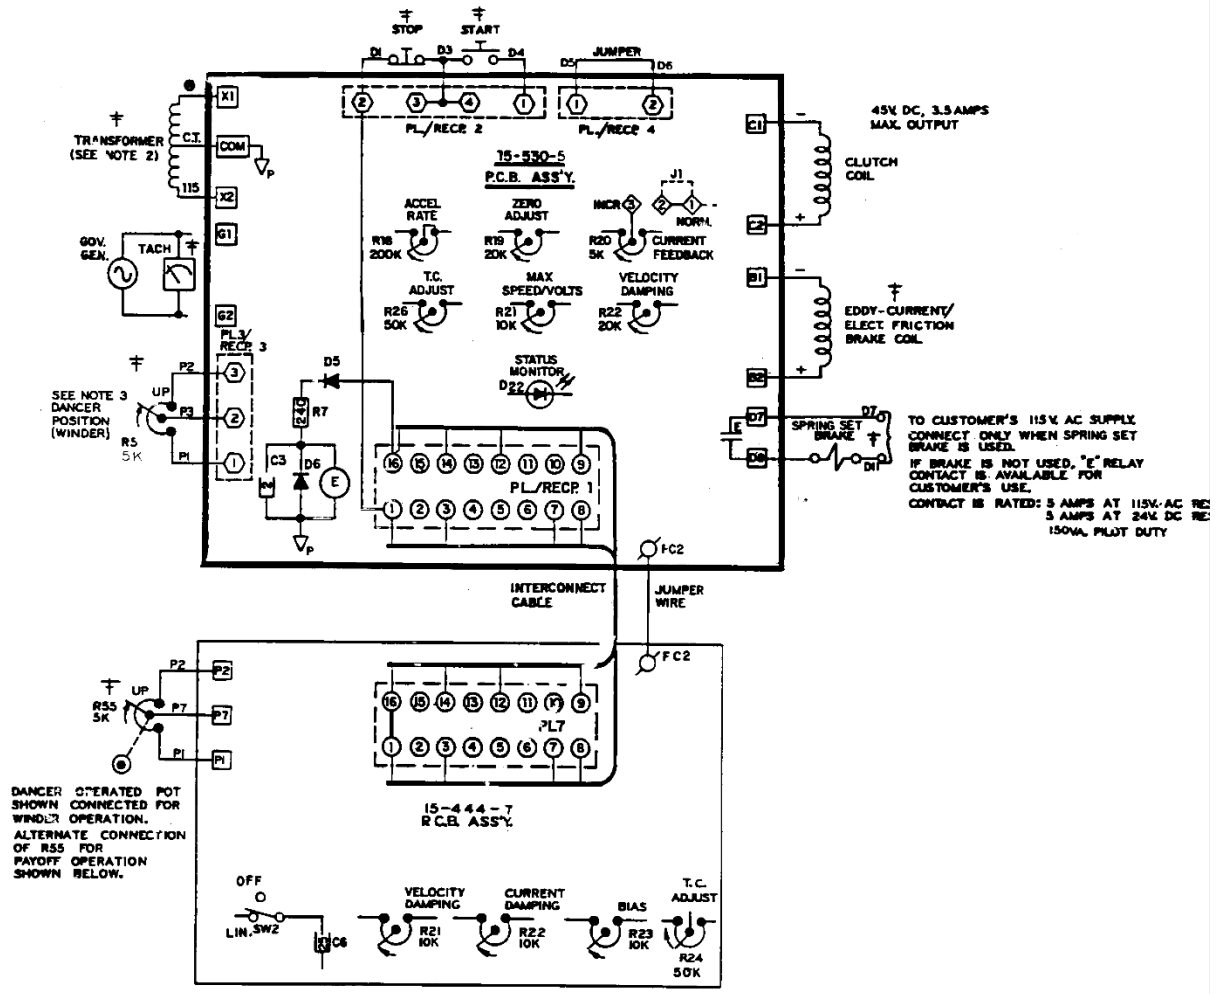 STOP
START
D1
D3
D4
D5
JUMPER
D6
2
3
4
1
1
2
PL./RECP. 2
PL./RECP 4
X1
C.T.
COM
P
TRANSFORMER
(SEE NOTE 2)
115
X2
G1
GOV.
GEN.
TACH
G2
15-530-5
P.C.B. ASS'Y.
J1
INCR
3
2
1
NORM.
ACCEL
RATE
R18
200K
ZERO
ADJUST
R19
20K
R20
5K
CURRENT
FEEDBACK
T.C.
ADJUST
R26
50K
MAX
SPEED/VOLTS
R21
10K
VELOCITY
DAMPING
R22
20K
STATUS
MONITOR
D22
C1
-
45V. DC, 3.5 AMPS
MAX. OUTPUT
CLUTCH
COIL
C2
+
B1
-
EDDY-CURRENT/
ELECT. FRICTION
BRAKE COIL
B2
+
D7
D7
E
SPRING SET
BRAKE
D8
D11
TO CUSTOMER'S 115V. AC SUPPLY.
CONNECT ONLY WHEN SPRING SET
BRAKE IS USED.
IF BRAKE IS NOT USED, "E" RELAY
CONTACT IS AVAILABLE FOR
CUSTOMER'S USE.
CONTACT IS RATED: 5 AMPS AT 115V. AC RES
5 AMPS AT 24V. DC RES
150VA. PILOT DUTY
PL3/
RECP. 3
P2
3
SEE NOTE 3
DANCER
POSITION
(WINDER)
UP
P3
2
R5
5K
P1
1
D5
240
R7
C3
2
D6
E
P
16 15 14 13 12 11 10 9
PL/RECP. 1
1 2 3 4 5 6 7 8
FC2
INTERCONNECT
CABLE
JUMPER
WIRE
FC2
P2
P2
UP
R55
5K
P7
P7
P1
P1
16 15 14 13 12 11 10 9
PL7
1 2 3 4 5 6 7 8
DANCER OPERATED POT
SHOWN CONNECTED FOR
WINDER OPERATION.
ALTERNATE CONNECTION
OF R55 FOR
PAYOFF OPERATION
SHOWN BELOW.
15-444-7
P.C.B. ASS'Y.
OFF
LIN.
SW2
C6
VELOCITY
DAMPING
R21
10K
CURRENT
DAMPING
R22
10K
BIAS
R23
10K
T.C.
ADJUST
R24
50K